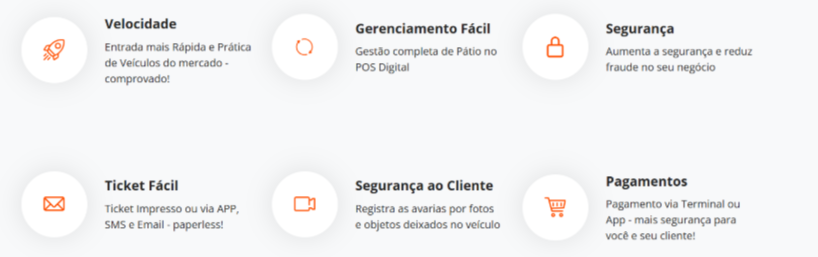 Velocidade
Entrada mais Rápida e Prática
de Veículos do mercado -
comprovado!
Gerenciamento Fácil
Gestão completa de Pátio no
POS Digital
Segurança
Aumenta a segurança e reduz
fraude no seu negócio
Ticket Fácil
Ticket Impresso ou via APP,
SMS e Email - paperless!
Segurança ao Cliente
Registra as avarias por fotos
e objetos deixados no veículo
Pagamentos
Pagamento via Terminal ou
App - mais segurança para
você e seu cliente!